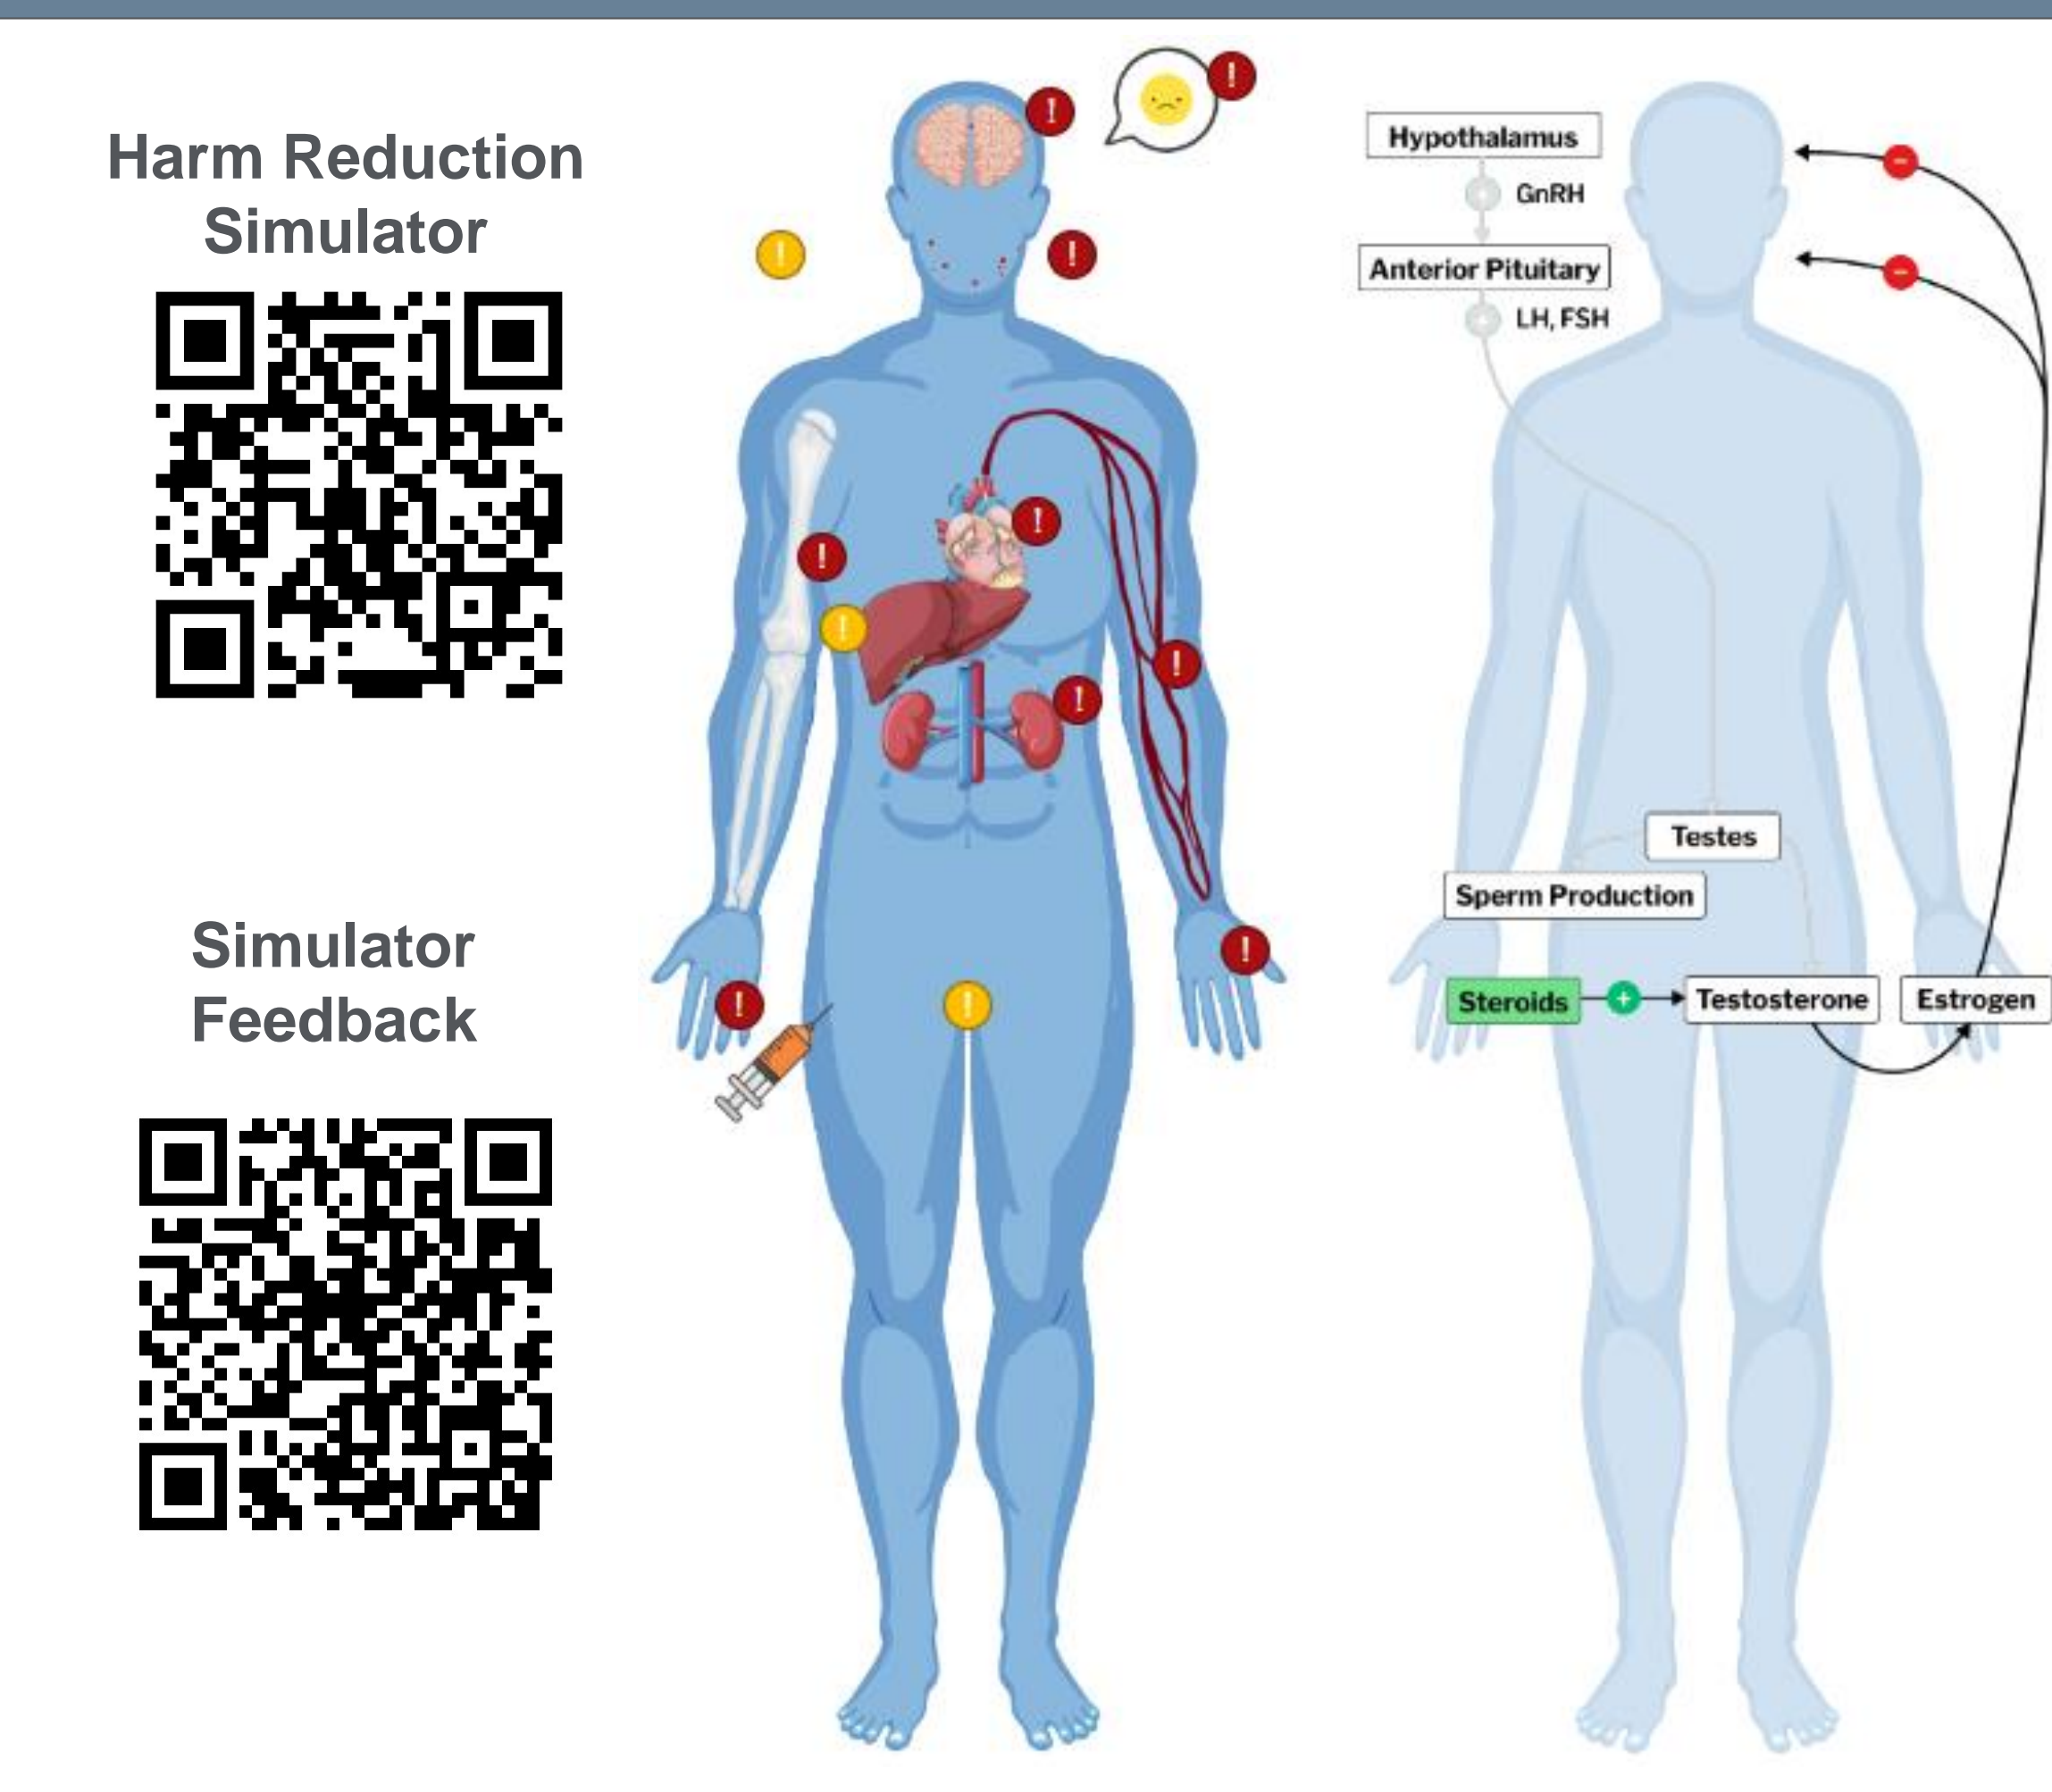 Harm Reduction
Simulator
Simulator
Feedback
Hypothalamus
GnRH
Anterior Pituitary
LH, FSH
Testes
Sperm Production
Steroids
Testosterone
Estrogen